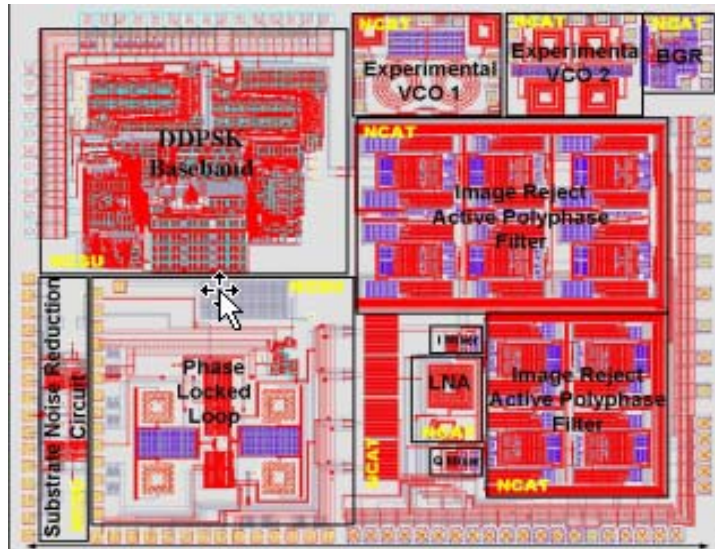 NCAT
Experimental
VCO 1
Experimenta
VCO 2
NCAT
BGR
DDPSK
Baseband
NCSU
NCAT
Image Reject
Active Polyphase
Filter
Substrate Noise Reduction
Circuit
Phase
Locked
Loop
NCAT
I Mixer
LNA
NCAT
Q Mixer
Image Reject
Active Polyphase
Filter
NCAT